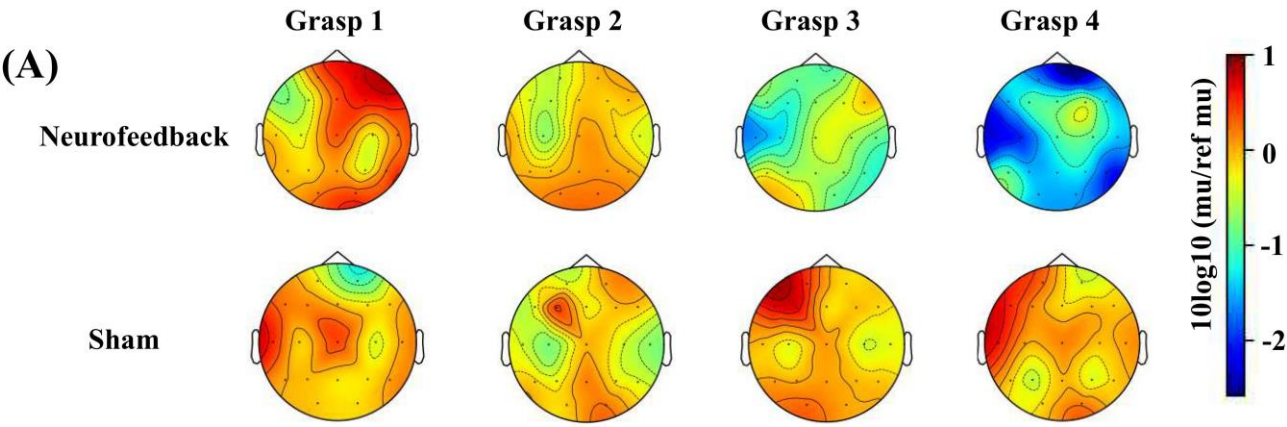 Grasp 1 Grasp 2 Grasp 3 Grasp 4
(A)
Neurofeedback
Sham
10log10 (mu/ref mu)
1
0
-1
-2